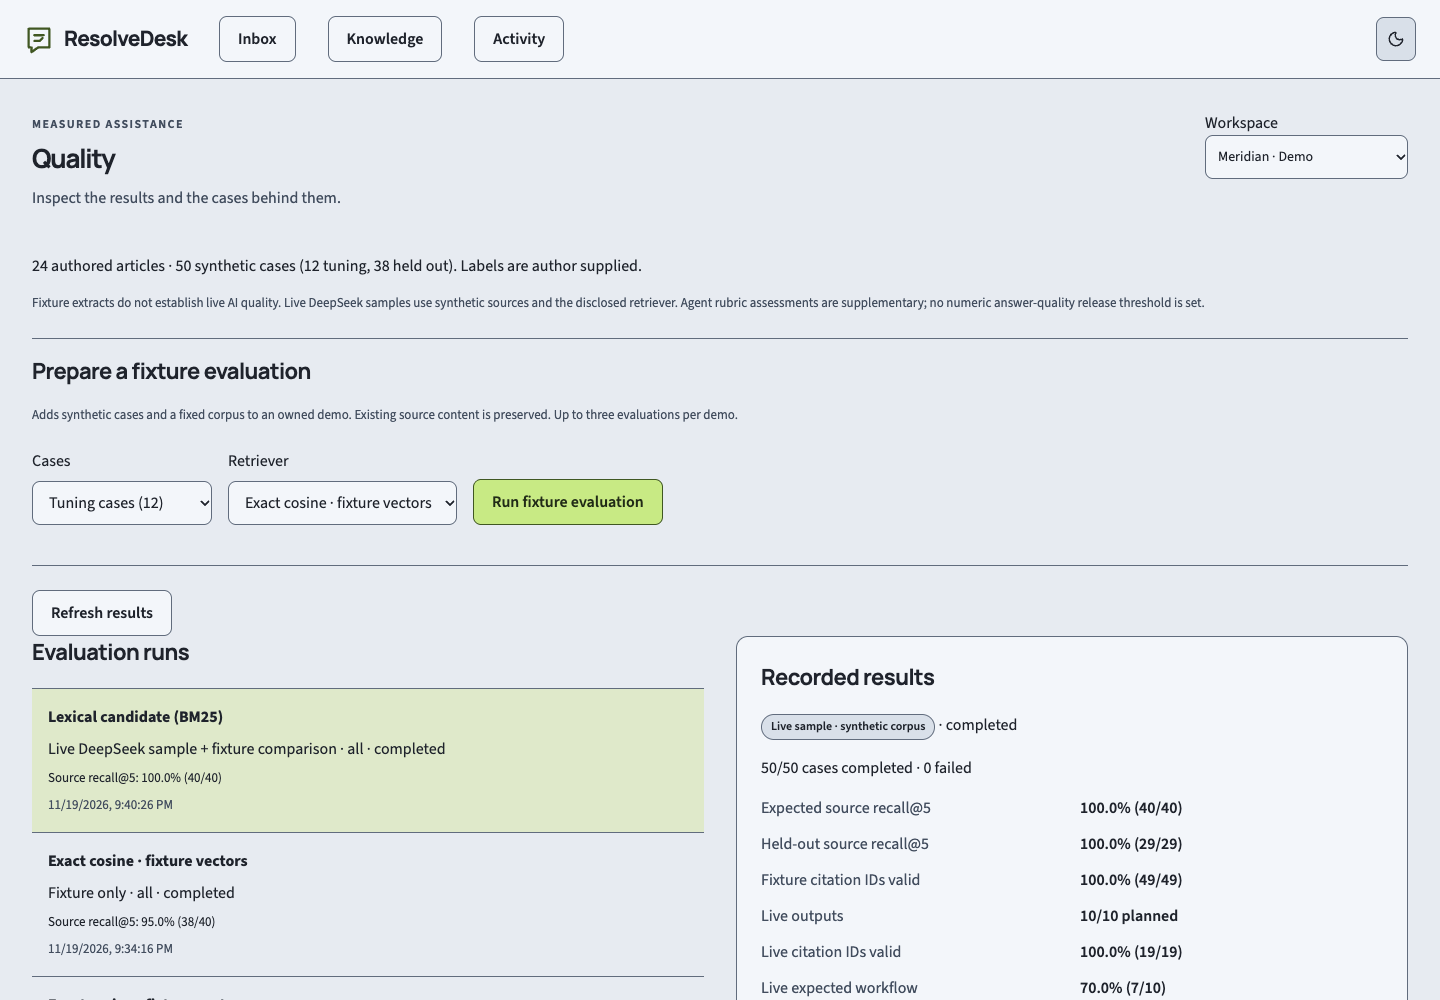 ResolveDesk
Inbox
Knowledge
Activity
MEASURED ASSISTANCE
Quality
Inspect the results and the cases behind them.
Workspace
Meridian · Demo
24 authored articles · 50 synthetic cases (12 tuning, 38 held out). Labels are author supplied.
Fixture extracts do not establish live AI quality. Live DeepSeek samples use synthetic sources and the disclosed retriever. Agent rubric assessments are supplementary; no numeric answer-quality release threshold is set.
Prepare a fixture evaluation
Adds synthetic cases and a fixed corpus to an owned demo. Existing source content is preserved. Up to three evaluations per demo.
Cases
Retriever
Tuning cases (12)
Exact cosine · fixture vectors
Run fixture evaluation
Refresh results
Evaluation runs
Lexical candidate (BM25)
Live DeepSeek sample + fixture comparison · all · completed
Source recall@5: 100.0% (40/40)
11/19/2026, 9:40:26 PM
Exact cosine · fixture vectors
Fixture only · all · completed
Source recall@5: 95.0% (38/40)
11/19/2026, 9:34:16 PM
Recorded results
Live sample · synthetic corpus · completed
50/50 cases completed · 0 failed
Expected source recall@5 100.0% (40/40)
Held-out source recall@5 100.0% (29/29)
Fixture citation IDs valid 100.0% (49/49)
Live outputs 10/10 planned
Live citation IDs valid 100.0% (19/19)
Live expected workflow 70.0% (7/10)